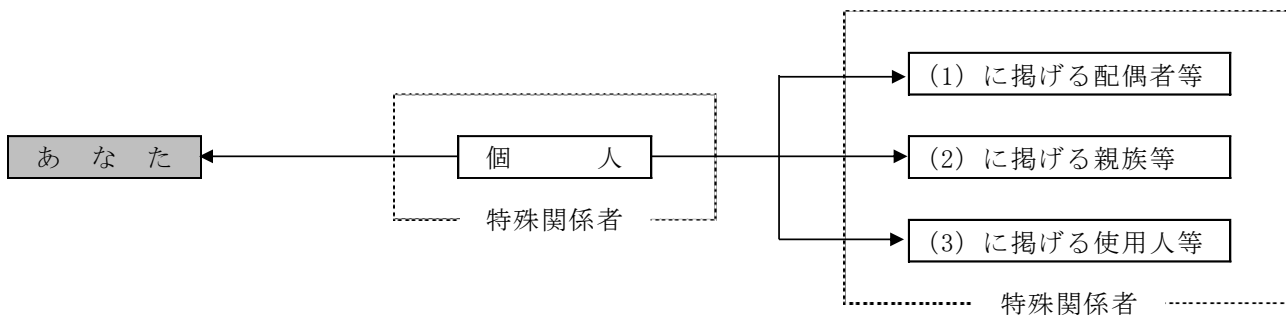 あ な た
個 人
特殊関係者
(1) に掲げる配偶者等
(2) に掲げる親族等
(3) に掲げる使用人等
特殊関係者